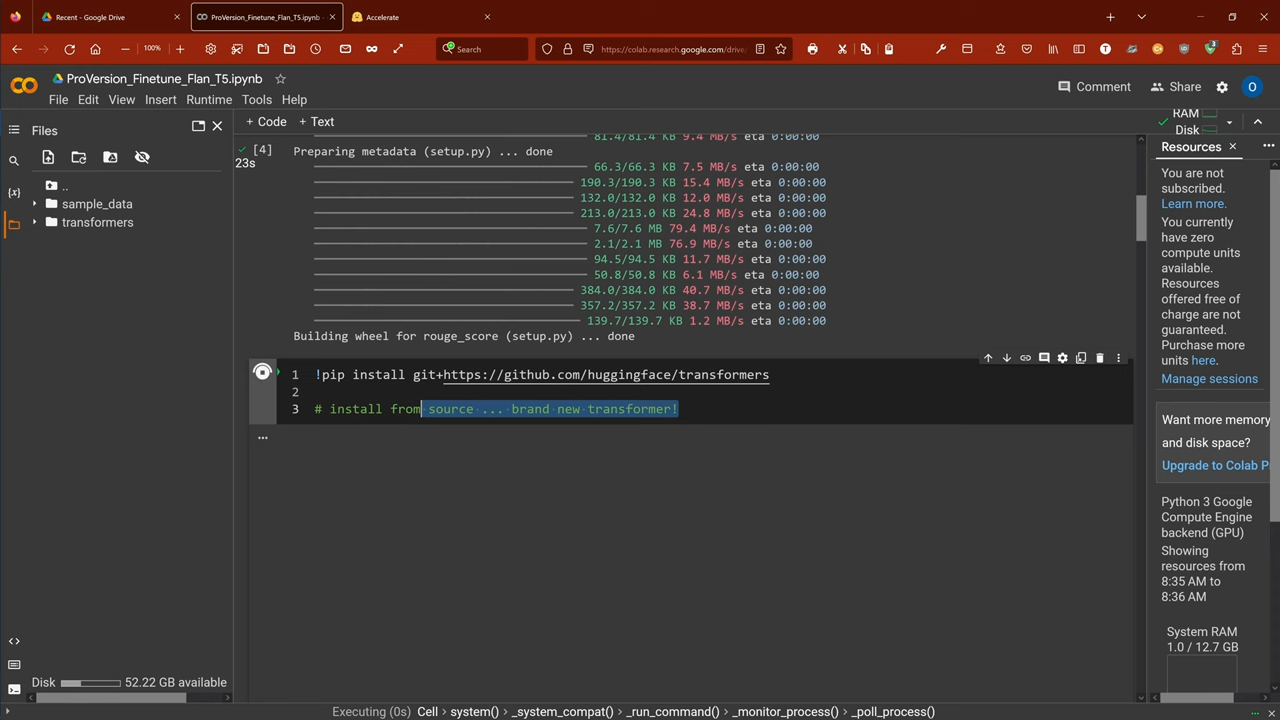 Recent - Google Drive
ProVersion_Finetune_Flan_T5.ipynb
Accelerate
100%
Search
https://colab.research.google.com/drive
ProVersion_Finetune_Flan_T5.ipynb
File Edit View Insert Runtime Tools Help
Comment
Share
O
Files
+ Code + Text
RAM
Disk
Resources
..
sample_data
transformers
[4]
23s
81.4/81.4 KB 9.4 MB/s eta 0:00:00
Preparing metadata (setup.py) ... done
66.3/66.3 KB 7.5 MB/s eta 0:00:00
190.3/190.3 KB 15.4 MB/s eta 0:00:00
132.0/132.0 KB 12.0 MB/s eta 0:00:00
213.0/213.0 KB 24.8 MB/s eta 0:00:00
7.6/7.6 MB 79.4 MB/s eta 0:00:00
2.1/2.1 MB 76.9 MB/s eta 0:00:00
94.5/94.5 KB 11.7 MB/s eta 0:00:00
50.8/50.8 KB 6.1 MB/s eta 0:00:00
384.0/384.0 KB 40.7 MB/s eta 0:00:00
357.2/357.2 KB 38.7 MB/s eta 0:00:00
139.7/139.7 KB 1.2 MB/s eta 0:00:00
Building wheel for rouge_score (setup.py) ... done
1 !pip install git+https://github.com/huggingface/transformers
2
3 # install from source ... brand new transformer!
...
You are not
subscribed.
Learn more.
You currently
have zero
compute units
available.
Resources
offered free of
charge are not
guaranteed.
Purchase more
units here.
Manage sessions
Want more memory
and disk space?
Upgrade to Colab P
Python 3 Google
Compute Engine
backend (GPU)
Showing
resources from
8:35 AM to
8:36 AM
System RAM
1.0 / 12.7 GB
Disk 52.22 GB available
Executing (0s) Cell > system() > _system_compat() > _run_command() > _monitor_process() > _poll_process()